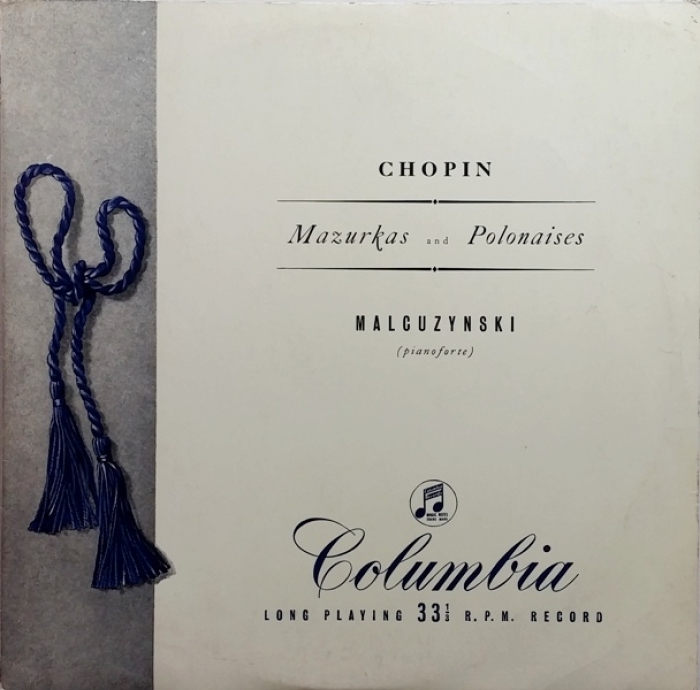 CHOPIN
Mazurkas and Polonaises
MALCUZYNSKI
(pianoforte)
Columbia
LONG PLAYING 33⅓ R.P.M. RECORD